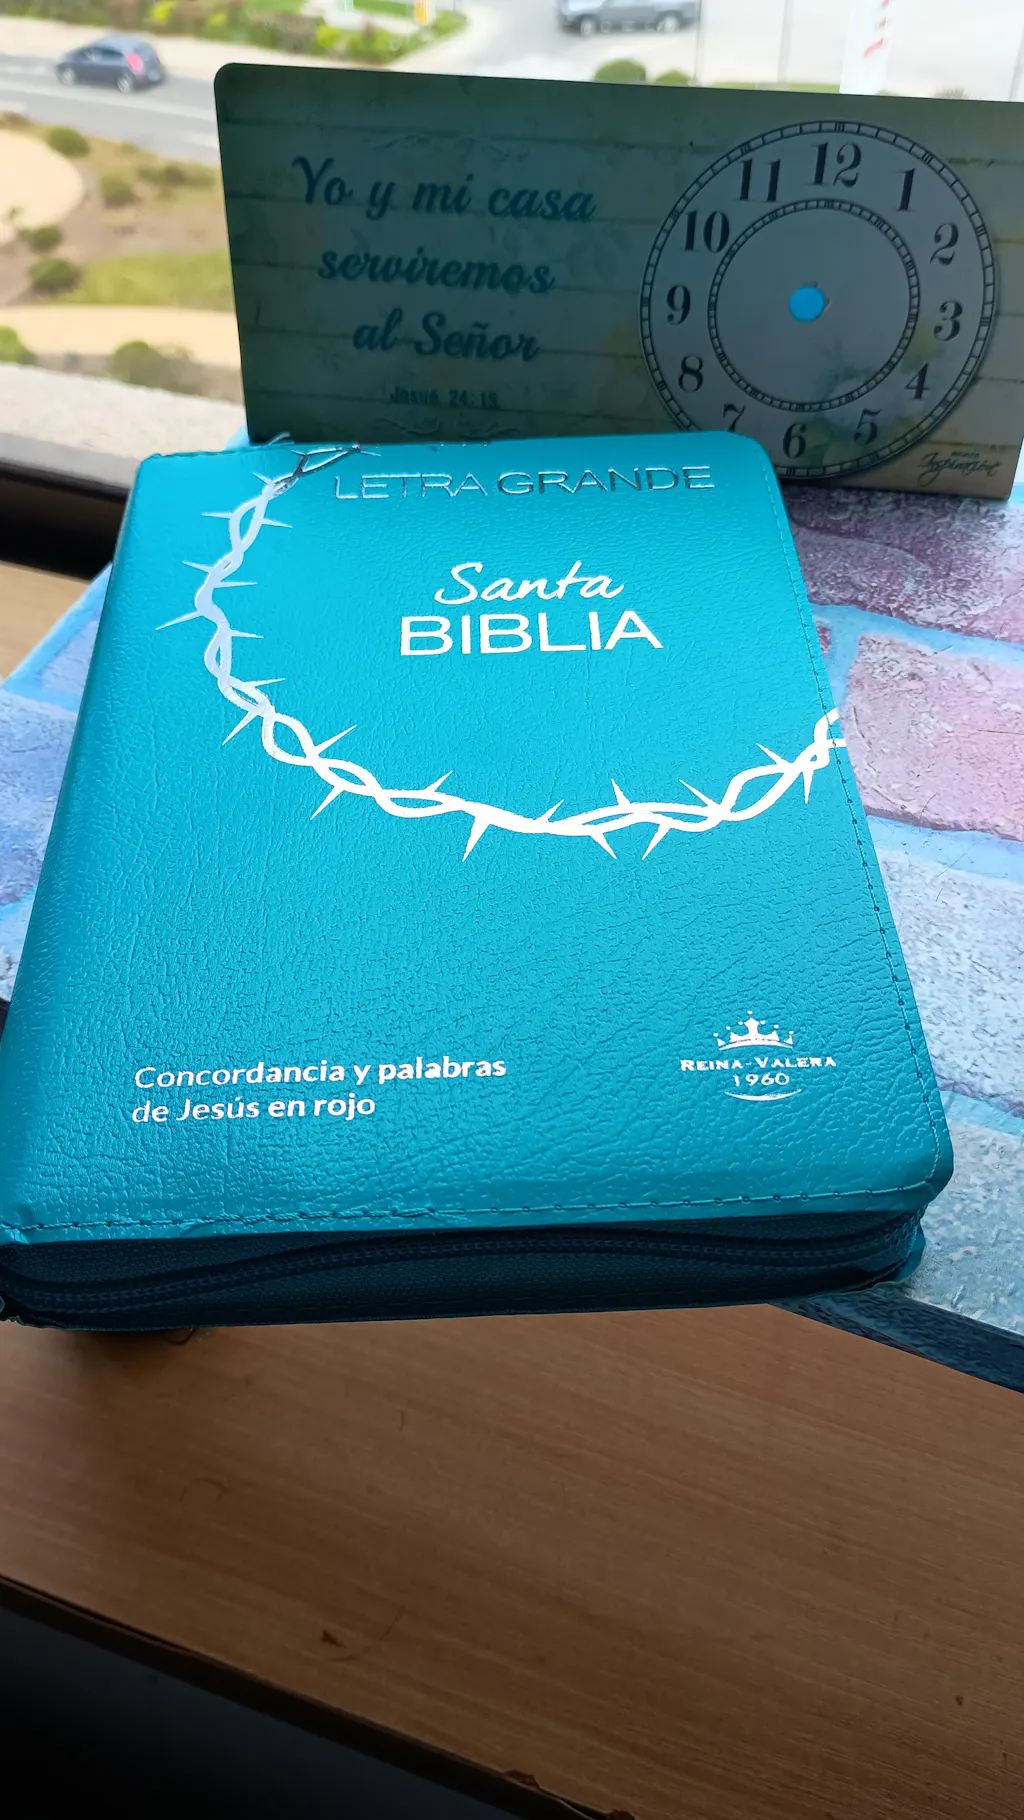 Yo y mi casa
serviremos
al Señor
Josué 24:15
12
1
2
3
4
5
6
7
8
9
10
11
Inspiración
LETRA GRANDE
Santa
BIBLIA
Concordancia y palabras
de Jesús en rojo
REINA-VALERA
1960